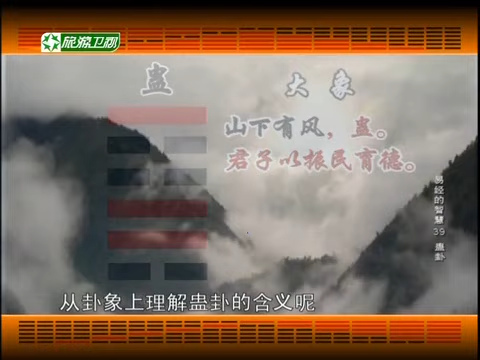 旅游卫视
蛊 大象
山下有风，蛊。
君子以振民育德。
易经的智慧39 蛊卦
从卦象上理解蛊卦的含义呢